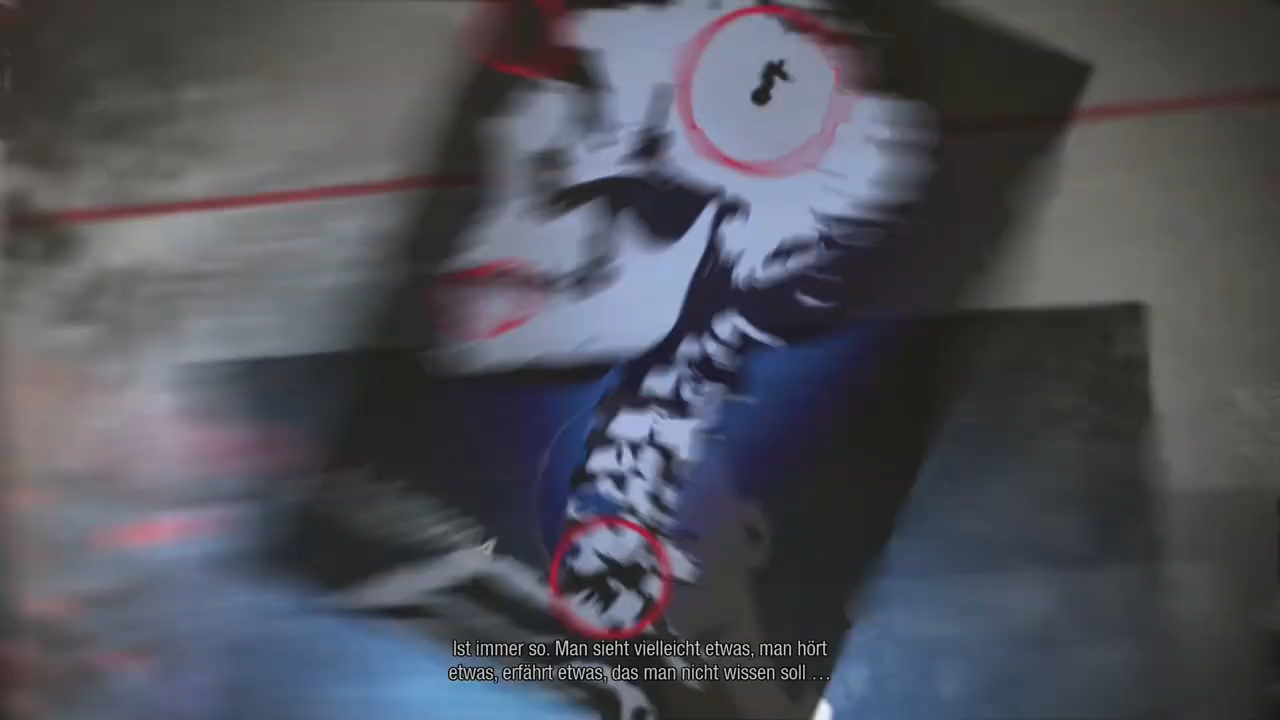 Ist immer so. Man sieht vielleicht etwas, man hört
etwas, erfährt etwas, das man nicht wissen soll …